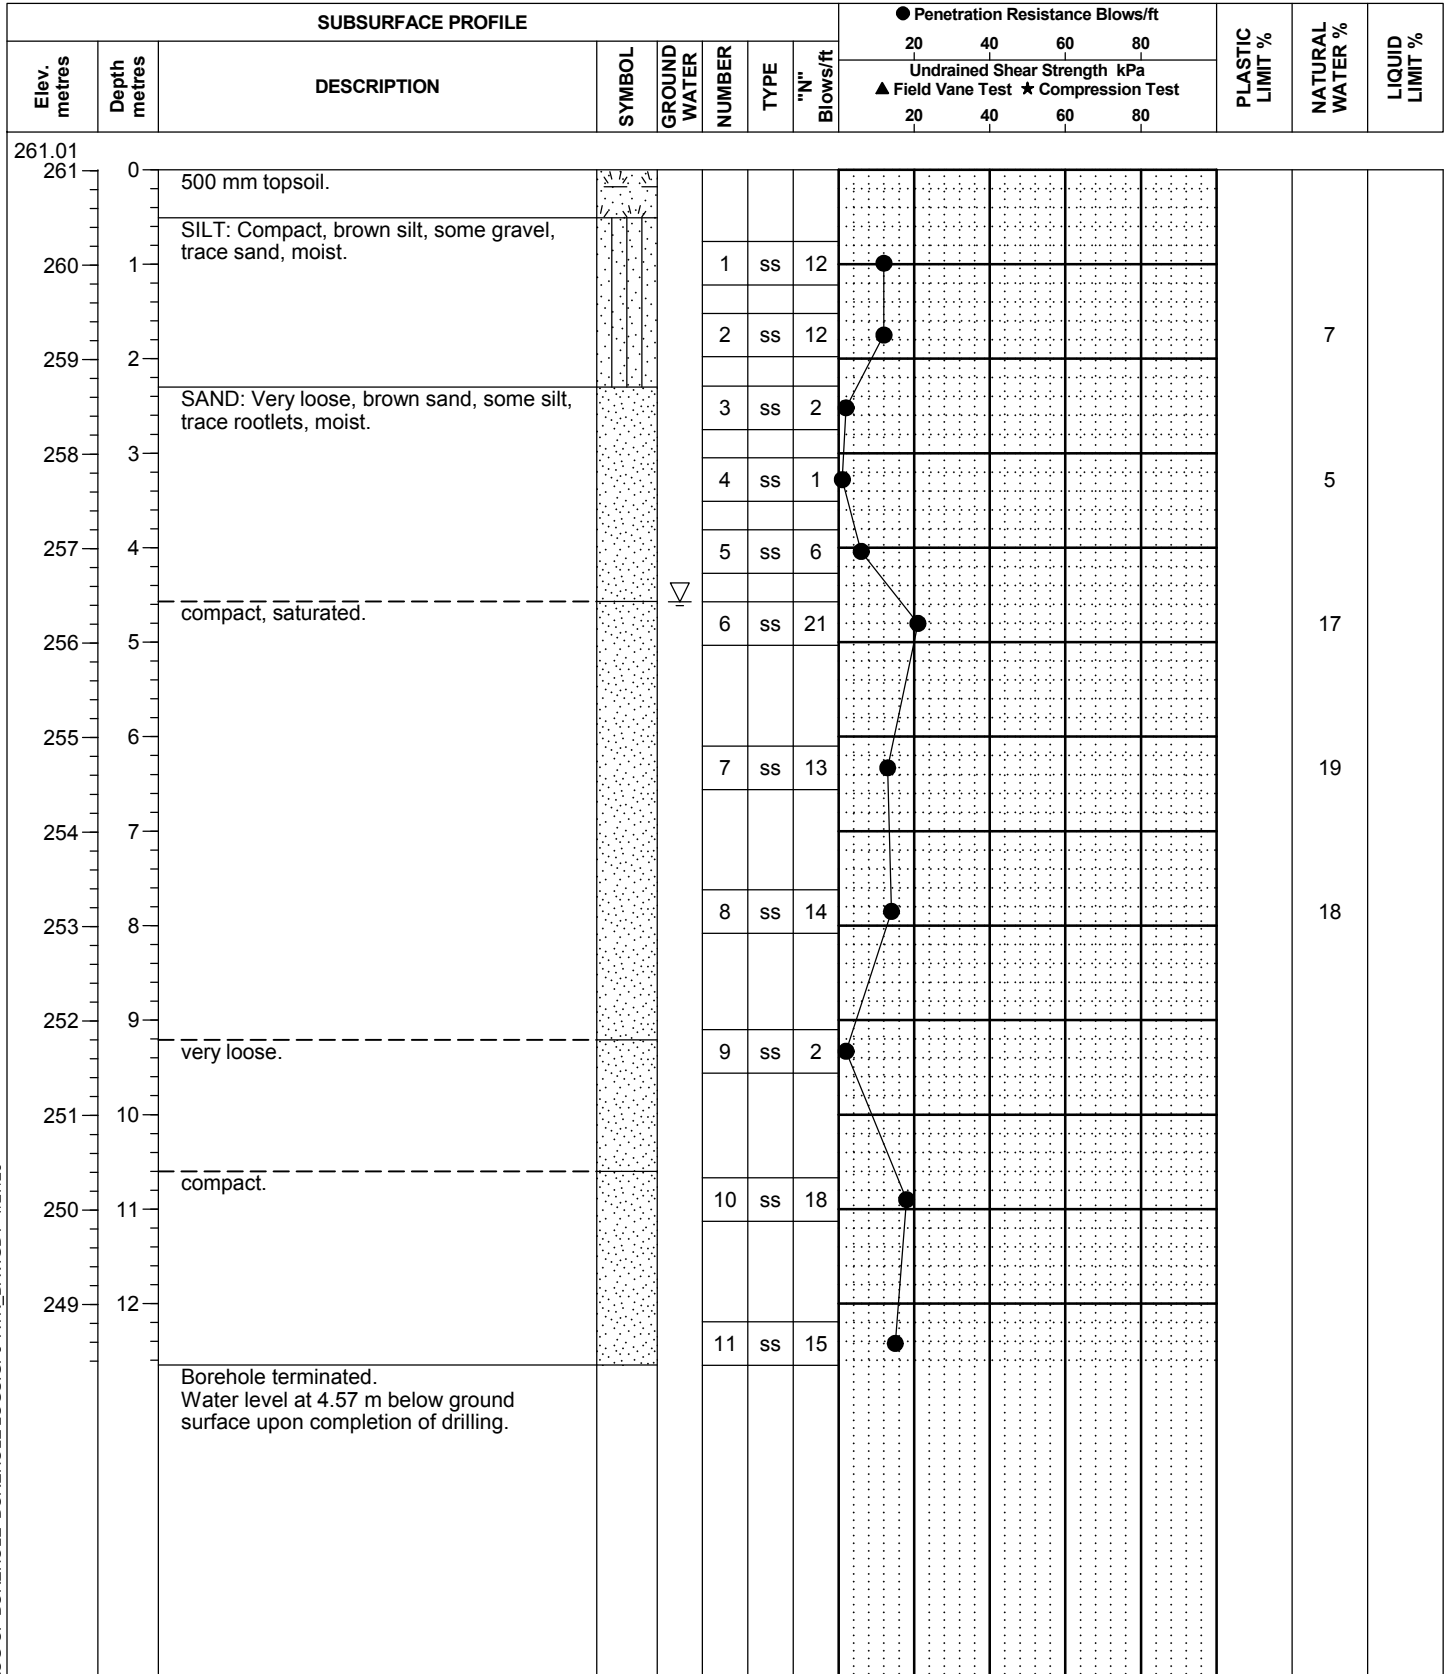 SUBSURFACE PROFILE
● Penetration Resistance Blows/ft
20 40 60 80
Undrained Shear Strength kPa
▲ Field Vane Test ★ Compression Test
20 40 60 80
Elev. metres
Depth metres
DESCRIPTION
SYMBOL
GROUND WATER
NUMBER
TYPE
"N" Blows/ft
PLASTIC LIMIT %
NATURAL WATER %
LIQUID LIMIT %
261.01
261 0
500 mm topsoil.
SILT: Compact, brown silt, some gravel,
trace sand, moist.
260 1
1 ss 12
2 ss 12 7
259 2
SAND: Very loose, brown sand, some silt,
trace rootlets, moist.
3 ss 2
258 3
4 ss 1 5
257 4
5 ss 6
compact, saturated.
6 ss 21 17
256 5
255 6
7 ss 13 19
254 7
8 ss 14 18
253 8
252 9
very loose.
9 ss 2
251 10
compact.
10 ss 18
250 11
249 12
11 ss 15
Borehole terminated.
Water level at 4.57 m below ground
surface upon completion of drilling.